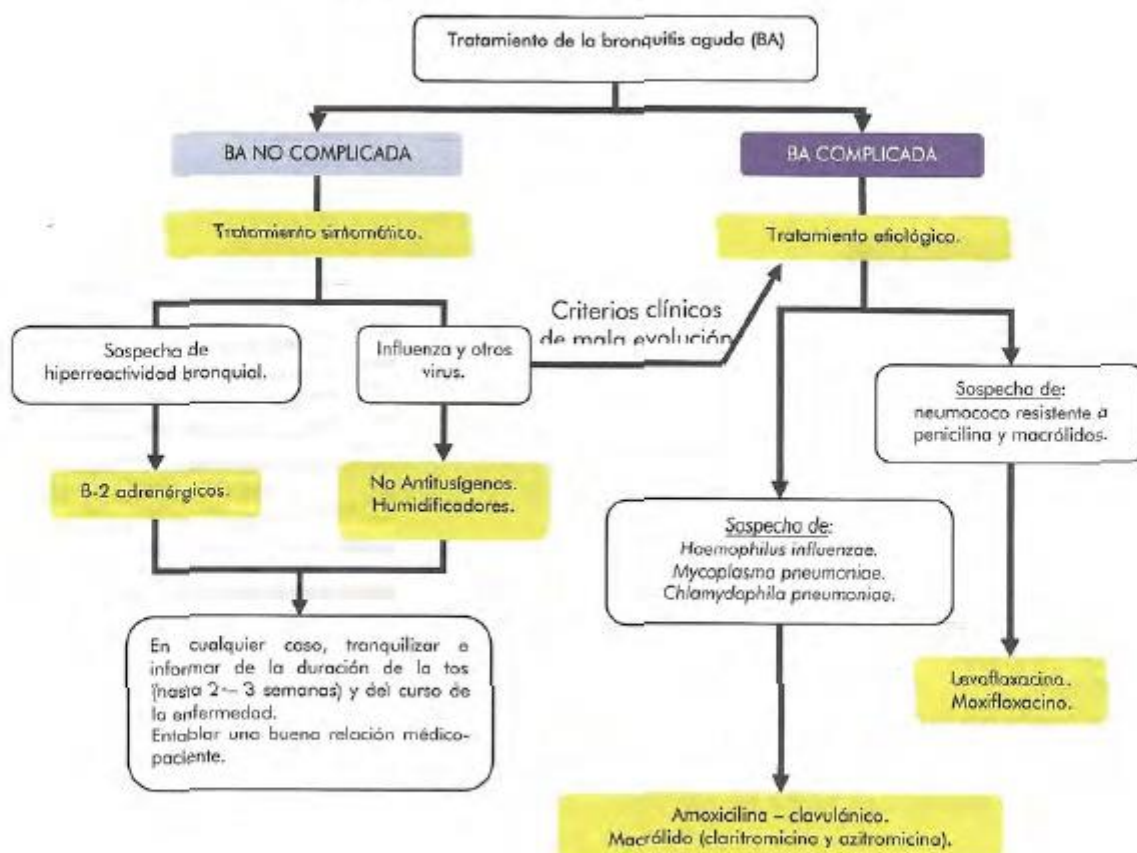 Tratamiento de la bronquitis aguda (BA)
BA NO COMPLICADA
BA COMPLICADA
Tratamiento sintomático.
Tratamiento etiológico.
Criterios clínicos
de mala evolución
Sospecha de
hiperreactividad bronquial.
Influenza y otros
virus.
Sospecha de:
neumococo resistente a
penicilina y macrólidos.
B-2 adrenérgicos.
No Antitusígenos.
Humidificadores.
Sospecha de:
Haemophilus influenzae.
Mycoplasma pneumoniae.
Chlamydophila pneumoniae.
En cualquier caso, tranquilizar e
informar de la duración de la tos
(hasta 2 – 3 semanas) y del curso de
la enfermedad.
Entablar una buena relación médico-
paciente.
Levofloxacino.
Moxifloxacino.
Amoxicilina – clavulánico.
Macrólido (claritromicina y azitromicina).